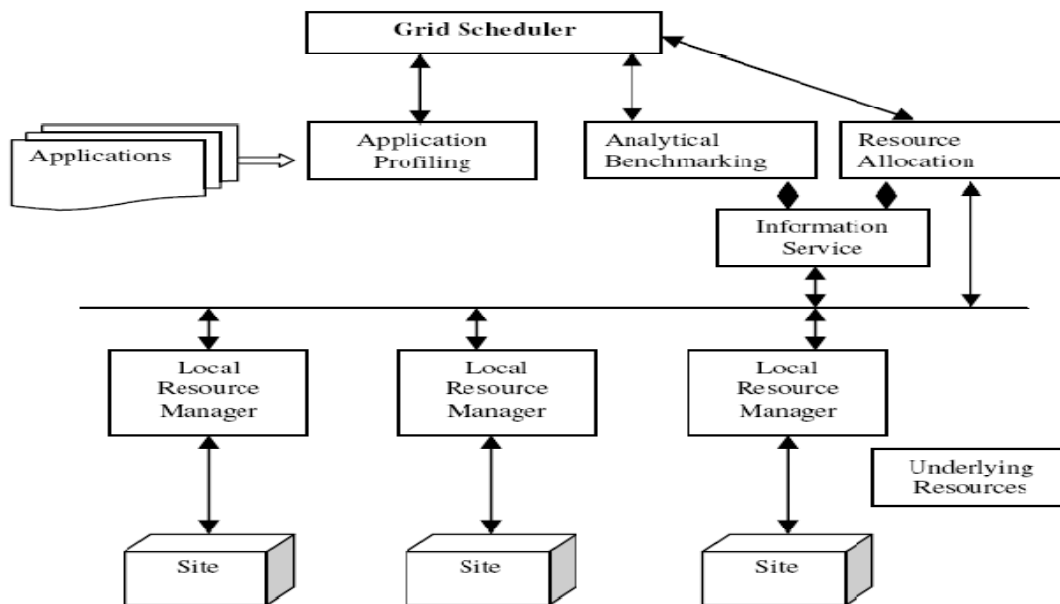 Grid Scheduler
Applications
Application
Profiling
Analytical
Benchmarking
Resource
Allocation
Information
Service
Local
Resource
Manager
Local
Resource
Manager
Local
Resource
Manager
Underlying
Resources
Site
Site
Site